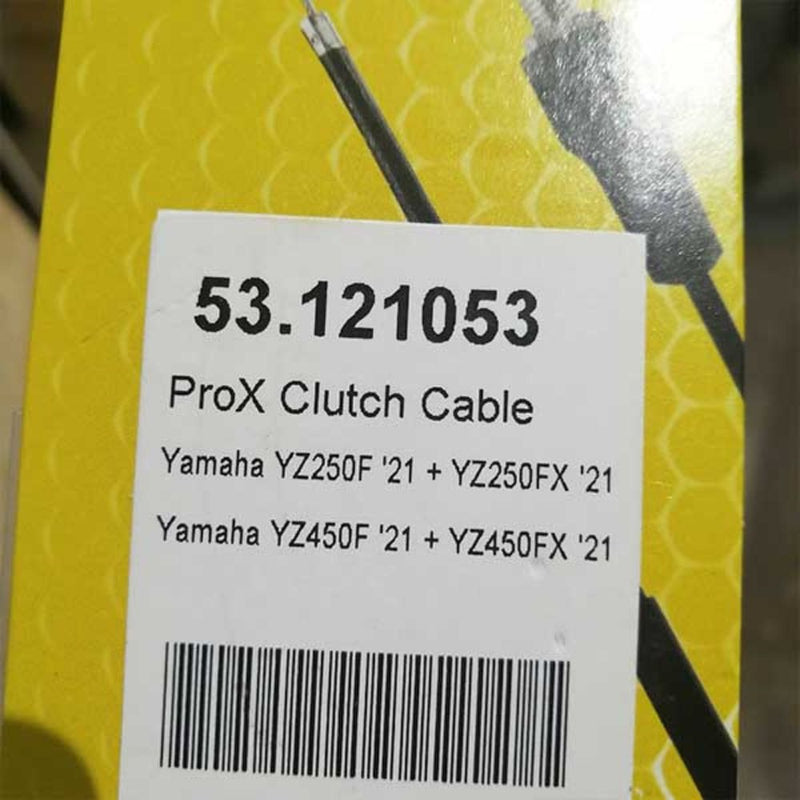 53.121053
ProX Clutch Cable
Yamaha YZ250F '21 + YZ250FX '21
Yamaha YZ450F '21 + YZ450FX '21